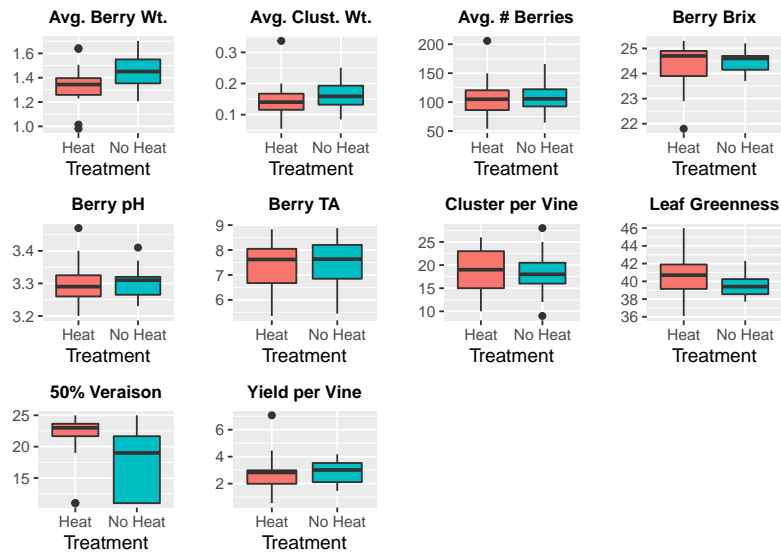 Avg. Berry Wt. Avg. Clust. Wt. Avg. # Berries Berry Brix
1.6 1.4 1.2 1.0
0.3 0.2 0.1
200 150 100 50
25 24 23 22
Heat No Heat Heat No Heat Heat No Heat Heat No Heat
Treatment Treatment Treatment Treatment
Berry pH Berry TA Cluster per Vine Leaf Greenness
3.4 3.3 3.2
9 8 7 6
25 20 15 10
46 44 42 40 38 36
Heat No Heat Heat No Heat Heat No Heat Heat No Heat
Treatment Treatment Treatment Treatment
50% Veraison Yield per Vine
25 20 15
6 4 2
Heat No Heat Heat No Heat
Treatment Treatment